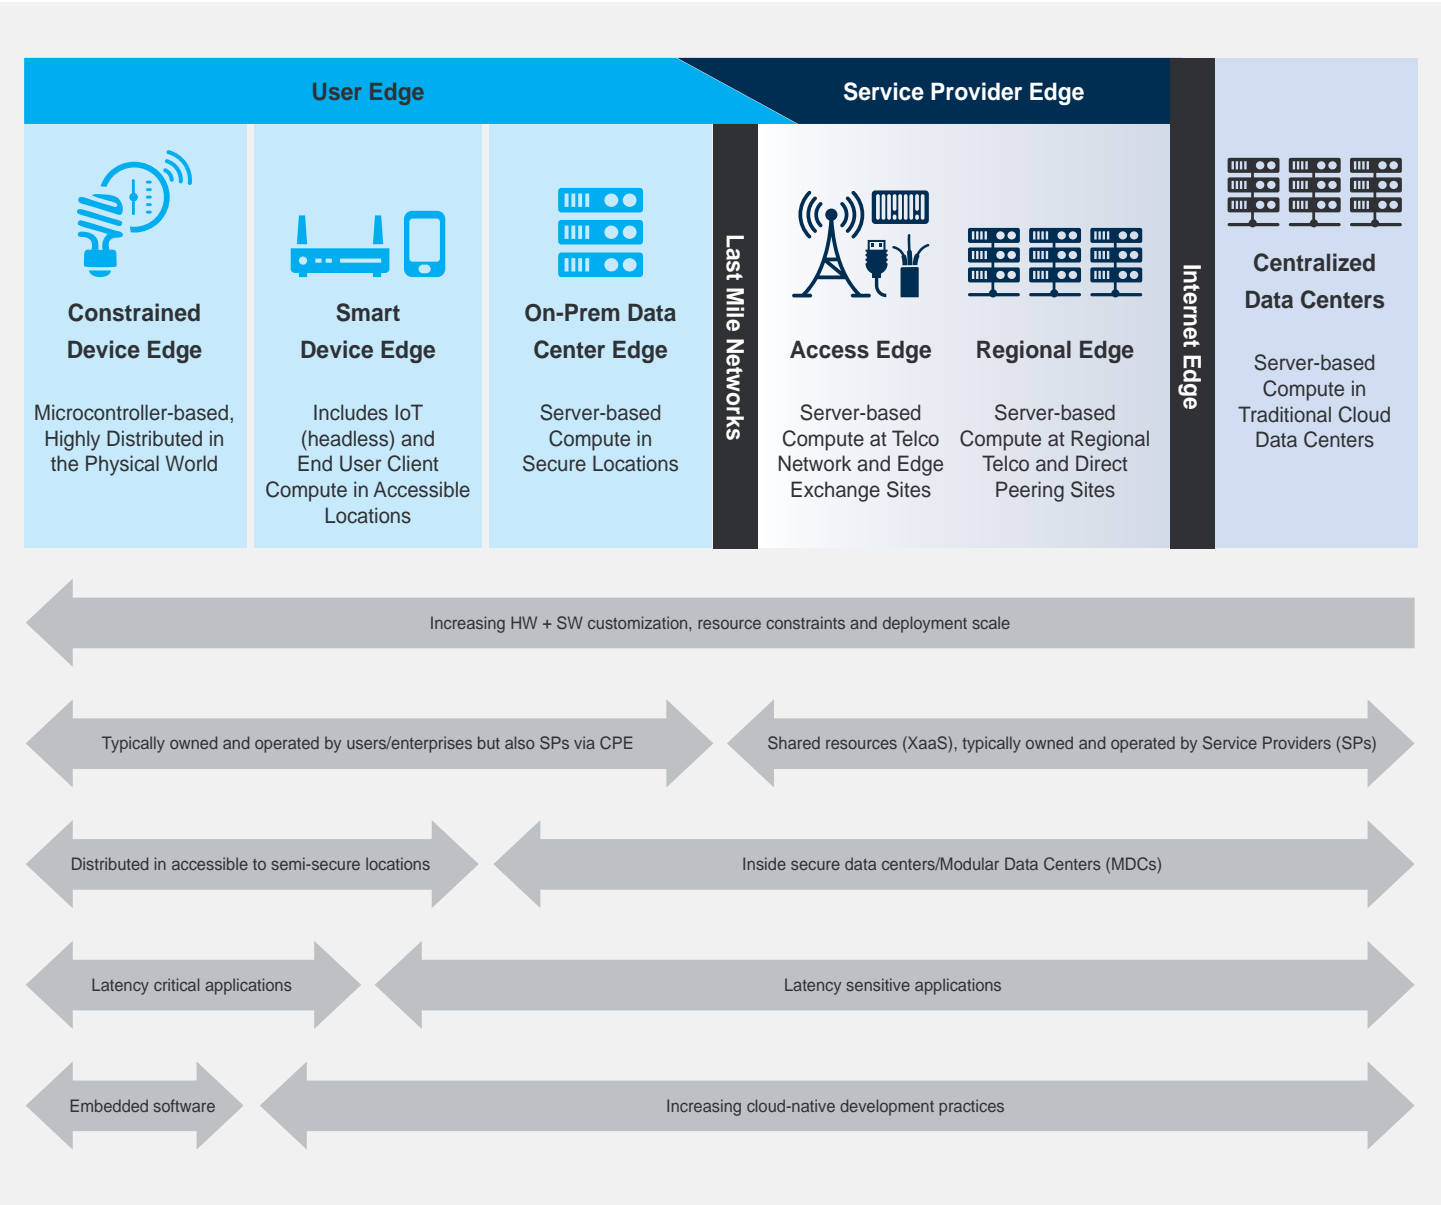 User Edge
Service Provider Edge
Constrained
Device Edge
Microcontroller-based,
Highly Distributed in
the Physical World
Smart
Device Edge
Includes IoT
(headless) and
End User Client
Compute in Accessible
Locations
On-Prem Data
Center Edge
Server-based
Compute in
Secure Locations
Last Mile Networks
Access Edge
Server-based
Compute at Telco
Network and Edge
Exchange Sites
Regional Edge
Server-based
Compute at Regional
Telco and Direct
Peering Sites
Internet Edge
Centralized
Data Centers
Server-based
Compute in
Traditional Cloud
Data Centers
Increasing HW + SW customization, resource constraints and deployment scale
Typically owned and operated by users/enterprises but also SPs via CPE
Shared resources (XaaS), typically owned and operated by Service Providers (SPs)
Distributed in accessible to semi-secure locations
Inside secure data centers/Modular Data Centers (MDCs)
Latency critical applications
Latency sensitive applications
Embedded software
Increasing cloud-native development practices